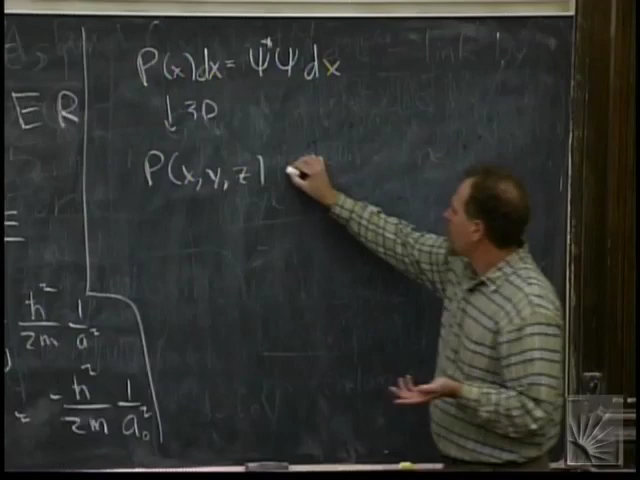 P(x)dx = Ψ*Ψ dx
↓ 3D
P(x,y,z)
ER
E
ħ² / 2m 1 / a²
= -ħ² / 2m 1 / a₀²